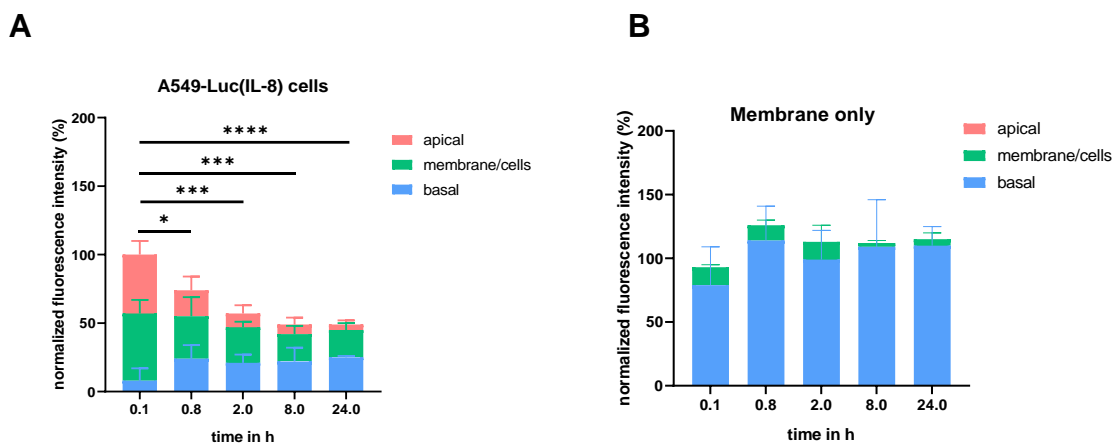 A
A549-Luc(IL-8) cells
normalized fluorescence intensity (%)
200
150
100
50
0
****
***
***
*
0.1 0.8 2.0 8.0 24.0
time in h
apical
membrane/cells
basal
B
Membrane only
normalized fluorescence intensity (%)
200
150
100
50
0
0.1 0.8 2.0 8.0 24.0
time in h
apical
membrane/cells
basal